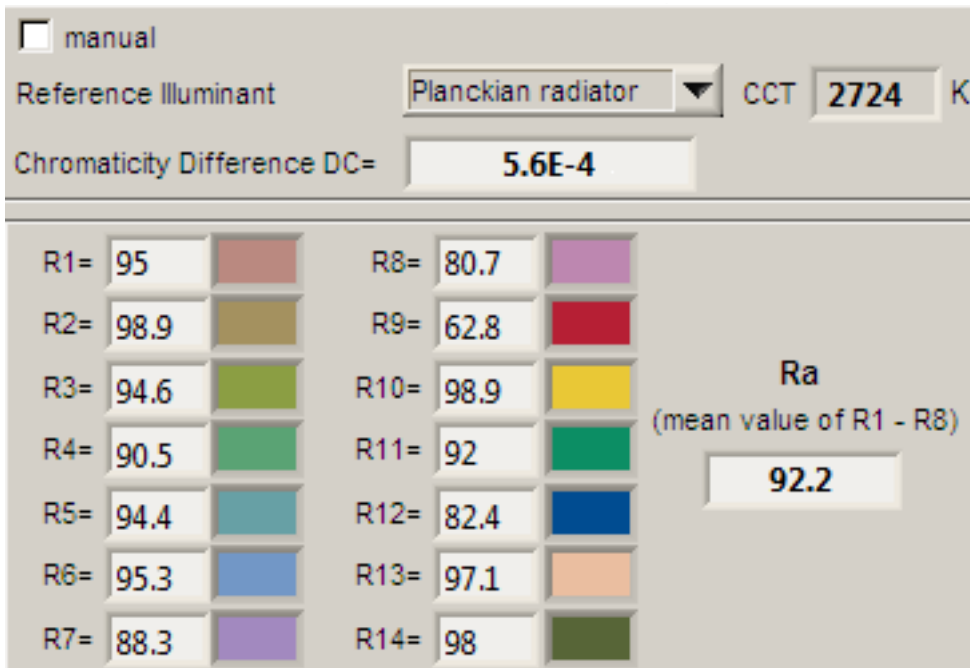 manual
Reference Illuminant Planckian radiator CCT 2724 K
Chromaticity Difference DC= 5.6E-4
R1= 95 R8= 80.7
R2= 98.9 R9= 62.8
R3= 94.6 R10= 98.9
Ra
(mean value of R1 - R8)
R4= 90.5 R11= 92
92.2
R5= 94.4 R12= 82.4
R6= 95.3 R13= 97.1
R7= 88.3 R14= 98